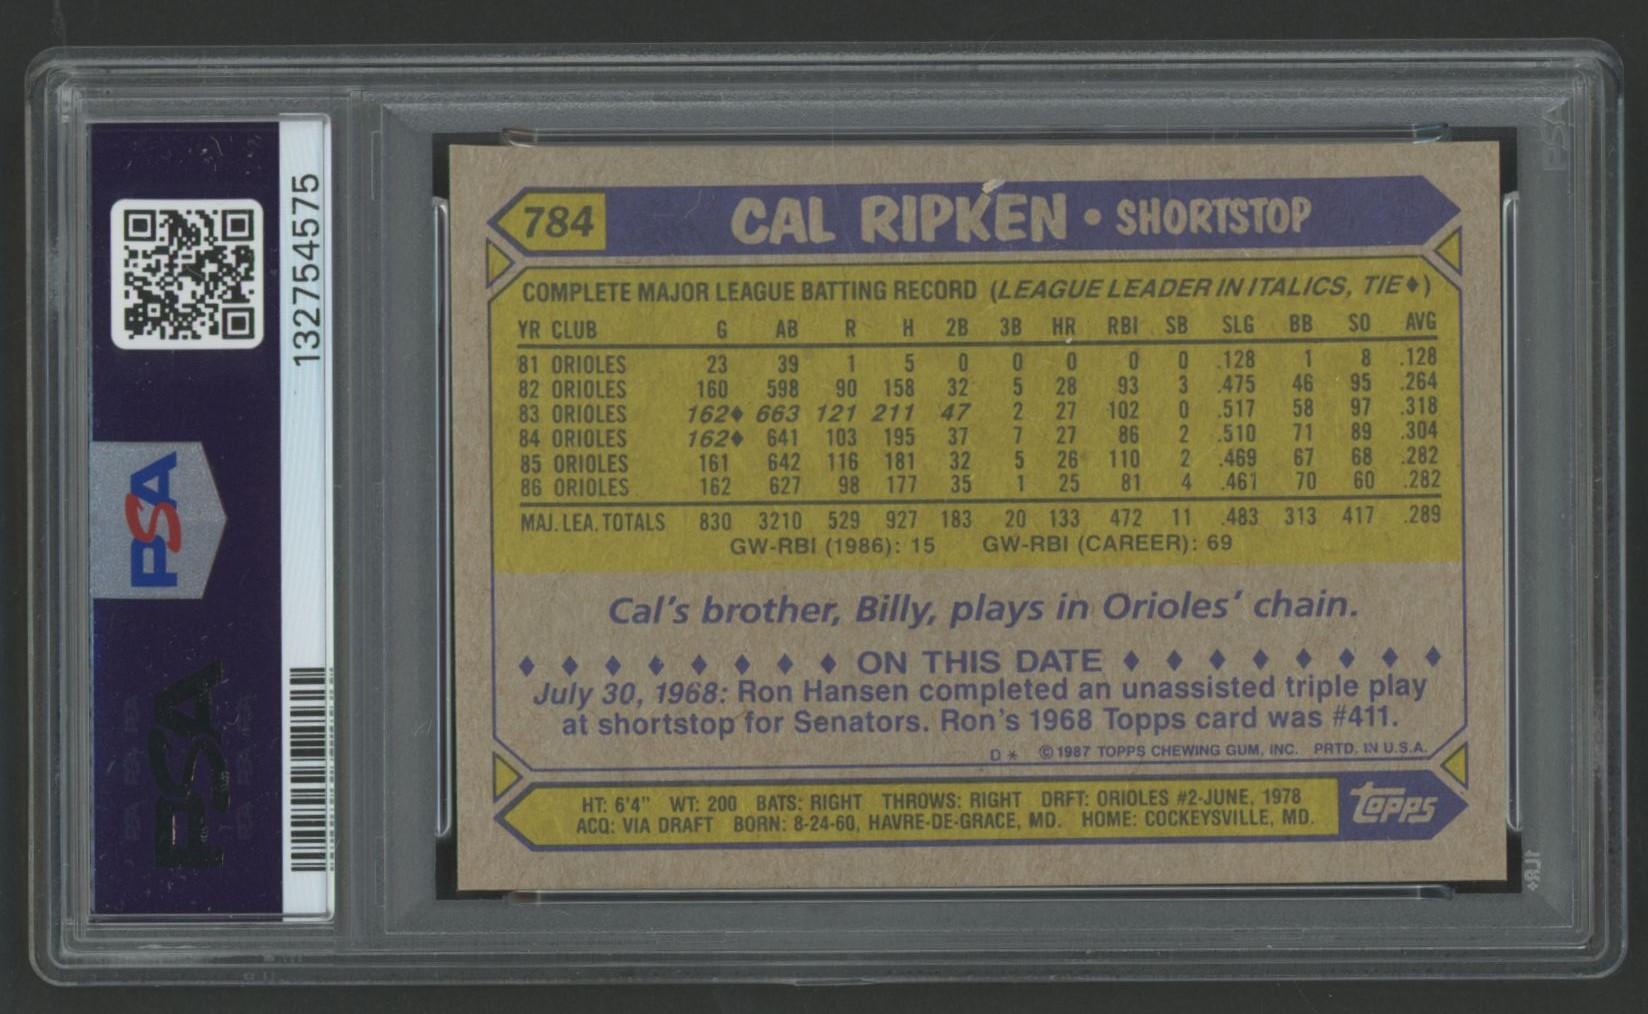 784 CAL RIPKEN • SHORTSTOP
COMPLETE MAJOR LEAGUE BATTING RECORD (LEAGUE LEADER IN ITALICS, TIE♦)
YR CLUB G AB R H 2B 3B HR RBI SB SLG BB SO AVG
81 ORIOLES 23 39 1 5 0 0 0 0 0 .128 1 8 .128
82 ORIOLES 160 598 90 158 32 5 28 93 3 .475 46 95 .264
83 ORIOLES 162♦ 663 121 211 47 2 27 102 0 .517 58 97 .318
84 ORIOLES 162♦ 641 103 195 37 7 27 86 2 .510 71 89 .304
85 ORIOLES 161 642 116 181 32 5 26 110 2 .469 67 68 .282
86 ORIOLES 162 627 98 177 35 1 25 81 4 .461 70 60 .282
MAJ. LEA. TOTALS 830 3210 529 927 183 20 133 472 11 .483 313 417 .289
GW-RBI (1986): 15 GW-RBI (CAREER): 69
Cal's brother, Billy, plays in Orioles' chain.
♦ ♦ ♦ ♦ ♦ ♦ ♦ ♦ ON THIS DATE ♦ ♦ ♦ ♦ ♦ ♦ ♦ ♦
July 30, 1968: Ron Hansen completed an unassisted triple play
at shortstop for Senators. Ron's 1968 Topps card was #411.
D * © 1987 TOPPS CHEWING GUM, INC. PRTD. IN U.S.A.
HT: 6'4" WT: 200 BATS: RIGHT THROWS: RIGHT DRFT: ORIOLES #2-JUNE, 1978
ACQ: VIA DRAFT BORN: 8-24-60, HAVRE-DE-GRACE, MD. HOME: COCKEYSVILLE, MD.
topps
132754575
PSA
PSA
PSA